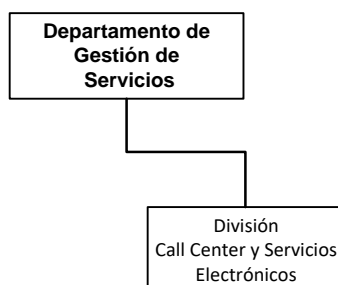 Departamento de
Gestión de
Servicios
División
Call Center y Servicios
Electrónicos